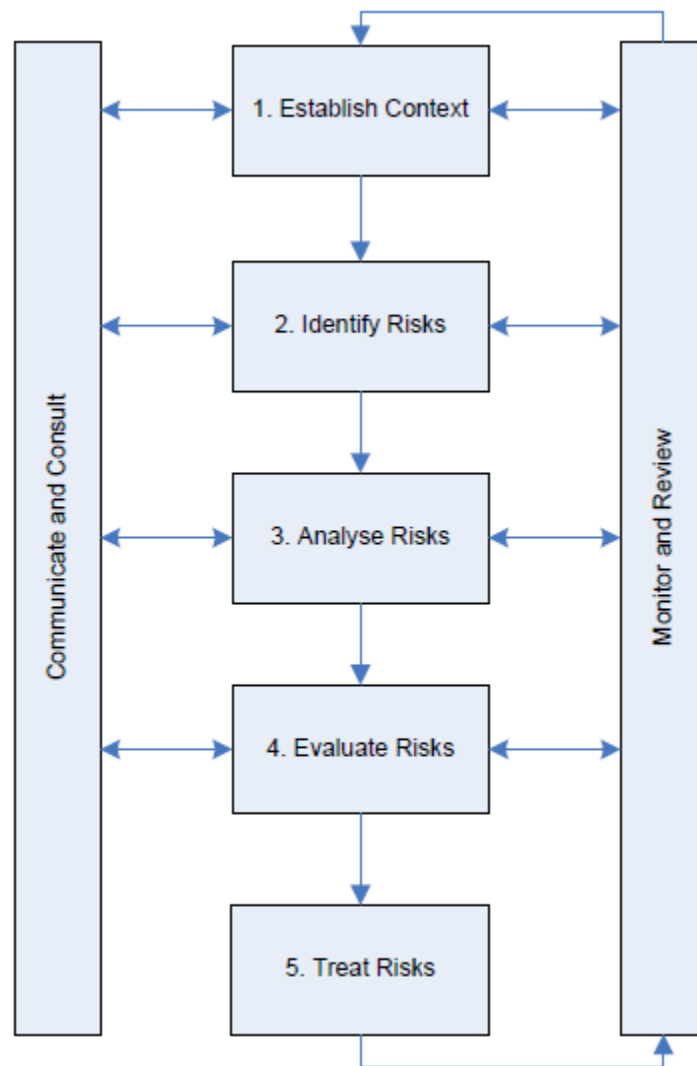 1. Establish Context
2. Identify Risks
3. Analyse Risks
4. Evaluate Risks
5. Treat Risks
Communicate and Consult
Monitor and Review